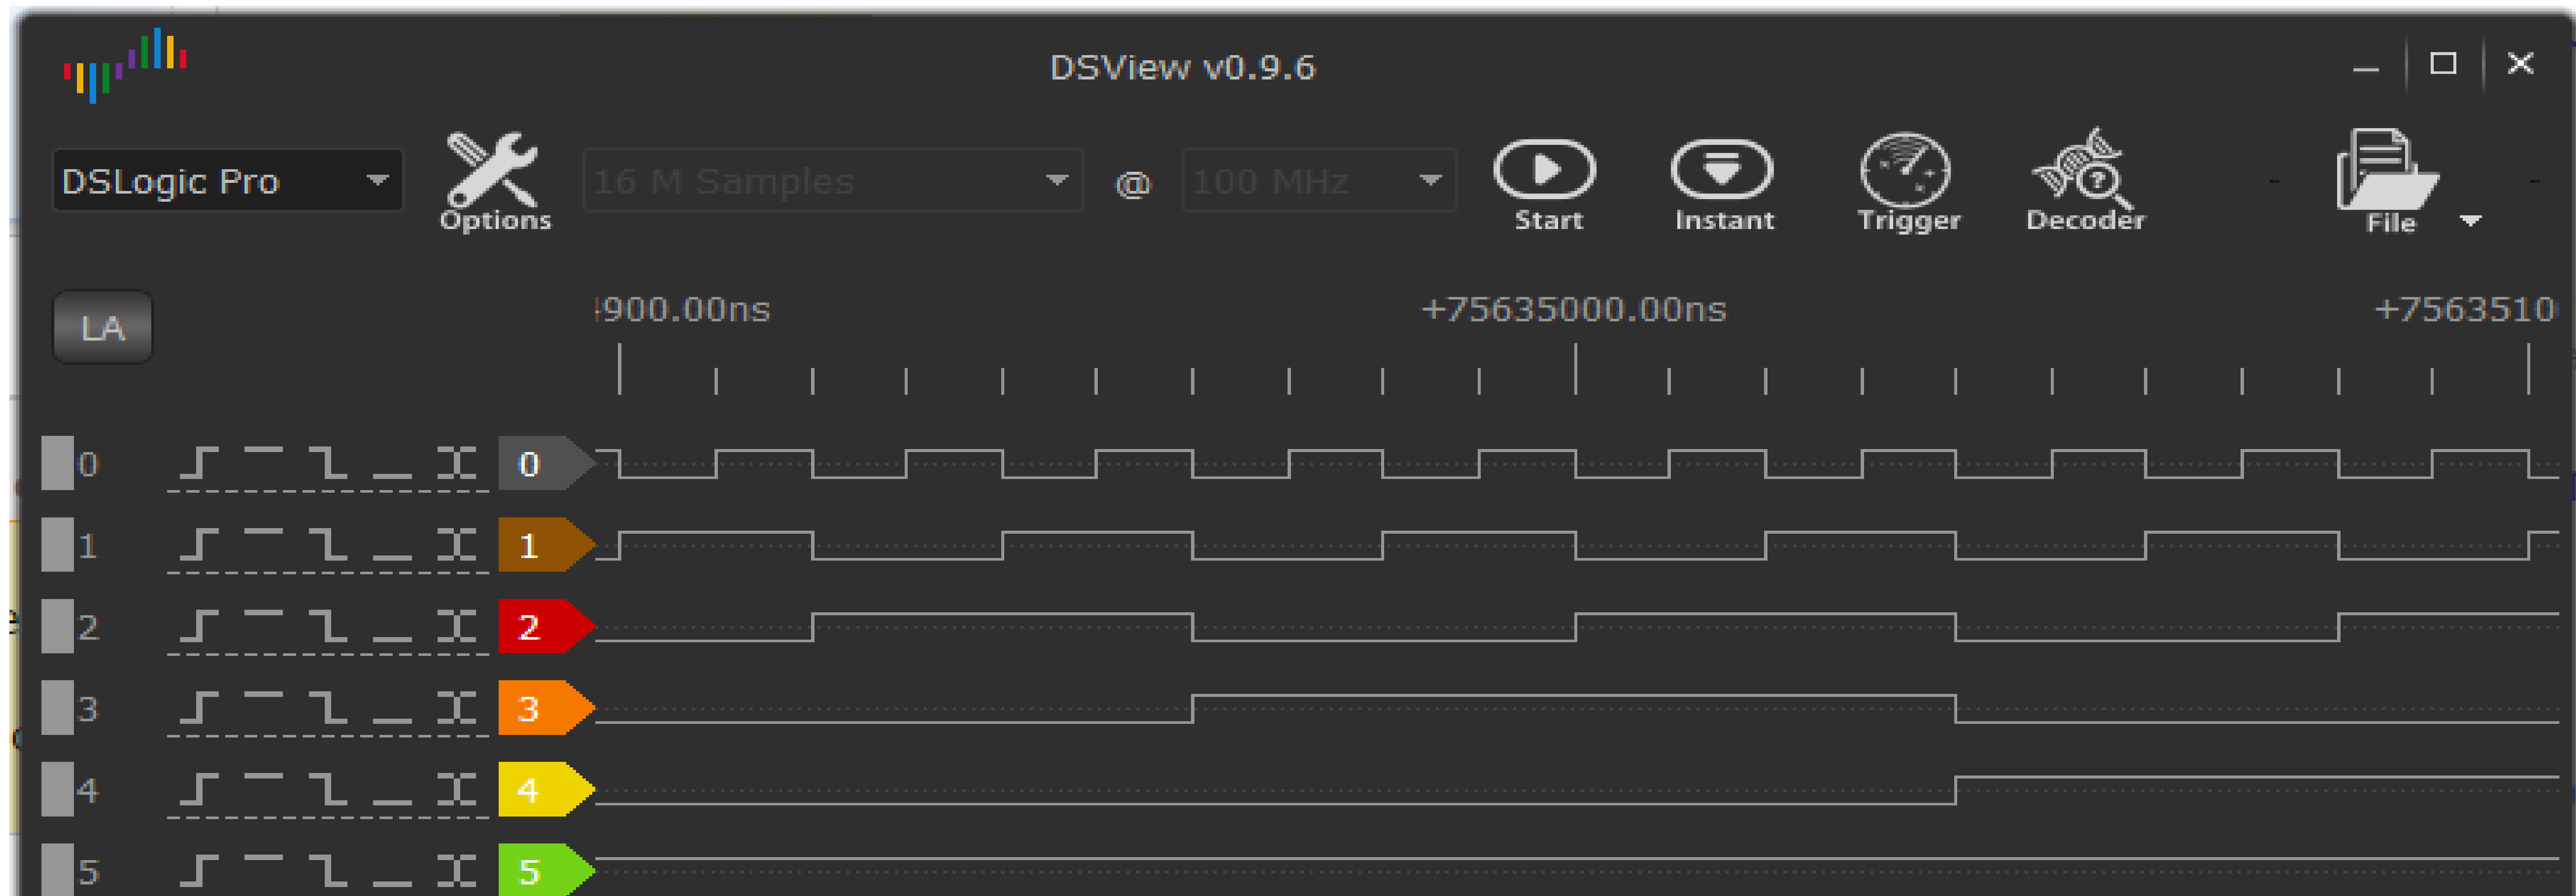 DSView v0.9.6
DSLogic Pro
Options
16 M Samples
@
100 MHz
Start
Instant
Trigger
Decoder
File
LA
900.00ns
+75635000.00ns
+7563510
0
0
1
1
2
2
3
3
4
4
5
5